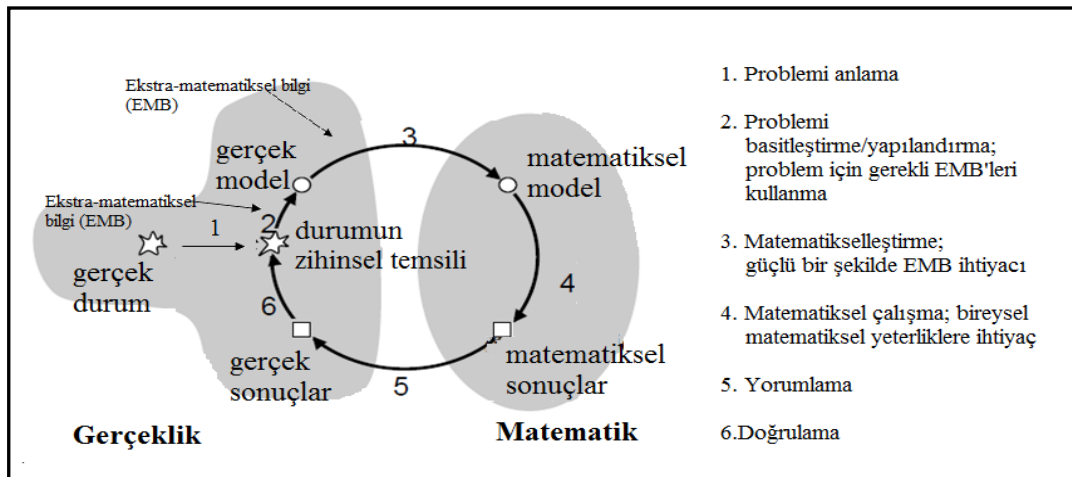 Ekstra-matematiksel bilgi
(EMB)
3
gerçek
model
matematiksel
model
Ekstra-matematiksel
bilgi (EMB)
1
2
durumun
zihinsel temsili
gerçek
durum
6
4
gerçek
sonuçlar
5
matematiksel
sonuçlar
Gerçeklik
Matematik
1. Problemi anlama
2. Problemi
basitleştirme/yapılandırma;
problem için gerekli EMB'leri
kullanma
3. Matematikselleştirme;
güçlü bir şekilde EMB ihtiyacı
4. Matematiksel çalışma; bireysel
matematiksel yeterliklere ihtiyaç
5. Yorumlama
6.Doğrulama